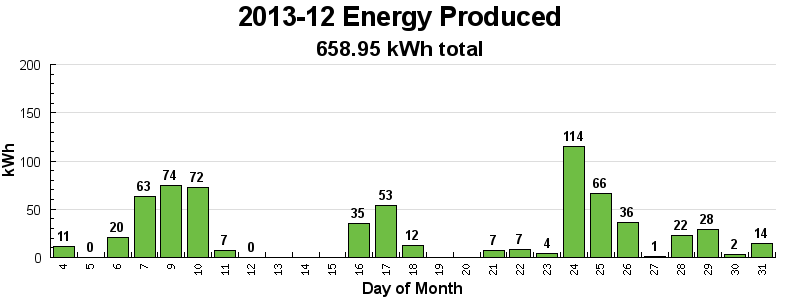 2013-12 Energy Produced
658.95 kWh total
kWh
200
150
100
50
0
11 0 20 63 74 72 7 0 35 53 12 7 7 4 114 66 36 1 22 28 2 14
4 5 6 7 9 10 11 12 13 14 15 16 17 18 19 20 21 22 23 24 25 26 27 28 29 30 31
Day of Month